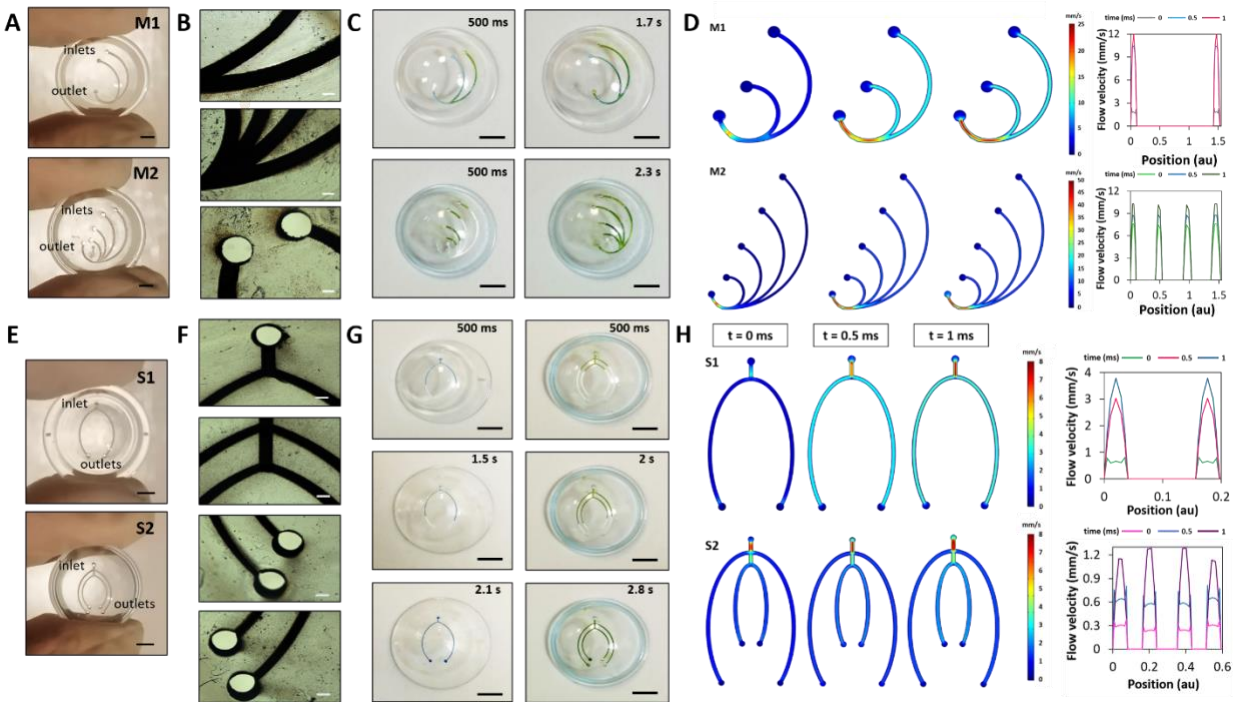 A
M1
inlets
outlet
M2
inlets
outlet
B
C
500 ms
1.7 s
500 ms
2.3 s
D
M1
mm/s
25
20
15
10
5
0
time (ms) 0 0.5 1
Flow velocity (mm/s)
12
9
6
3
0
0 0.5 1 1.5
Position (au)
M2
mm/s
50
45
40
35
30
25
20
15
10
5
0
time (ms) 0 0.5 1
Flow velocity (mm/s)
12
9
6
3
0
0 0.5 1 1.5
Position (au)
E
S1
inlet
outlets
S2
inlet
outlets
F
G
500 ms
500 ms
1.5 s
2 s
2.1 s
2.8 s
H
t = 0 ms
t = 0.5 ms
t = 1 ms
S1
mm/s
8
7
6
5
4
3
2
1
0
time (ms) 0 0.5 1
Flow velocity (mm/s)
4
3
2
1
0
0 0.1 0.2
Position (au)
S2
mm/s
8
7
6
5
4
3
2
1
0
time (ms) 0 0.5 1
Flow velocity (mm/s)
1.2
0.9
0.6
0.3
0
0 0.2 0.4 0.6
Position (au)